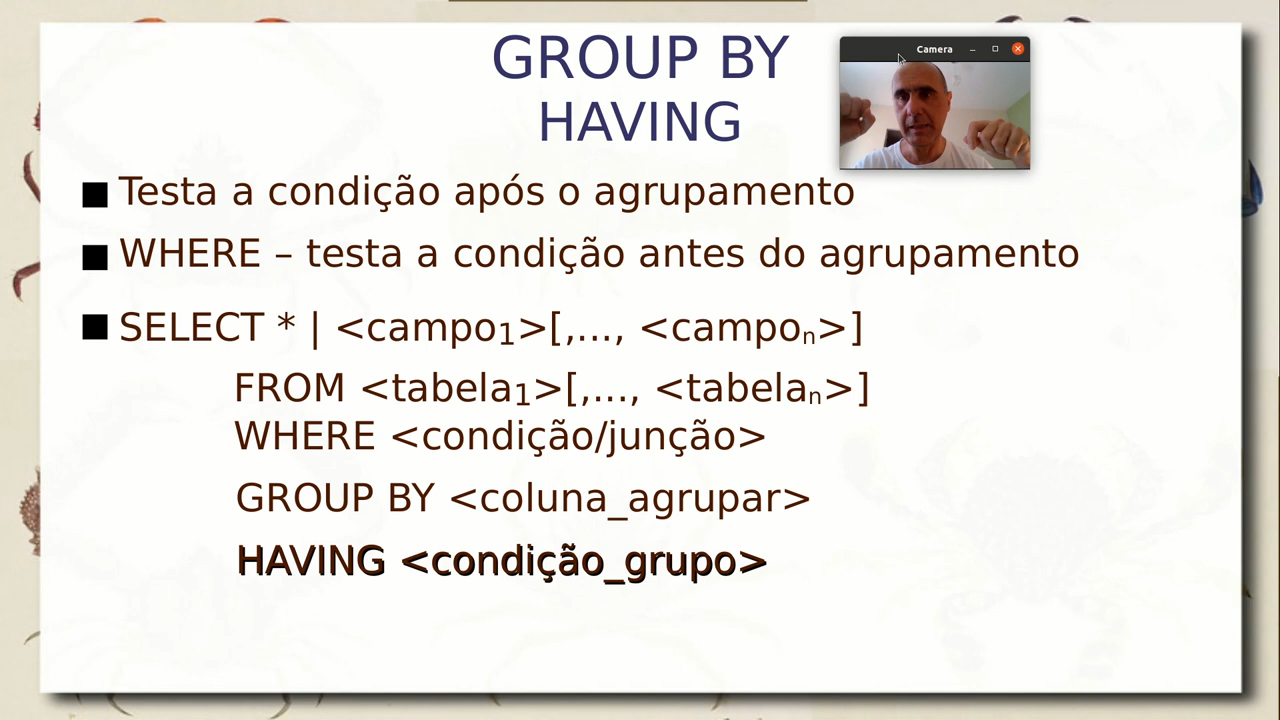 GROUP BY
HAVING
Camera
■ Testa a condição após o agrupamento
■ WHERE – testa a condição antes do agrupamento
■ SELECT * | <campo₁>[,..., <campoₙ>]
FROM <tabela₁>[,..., <tabelaₙ>]
WHERE <condição/junção>
GROUP BY <coluna_agrupar>
HAVING <condição_grupo>